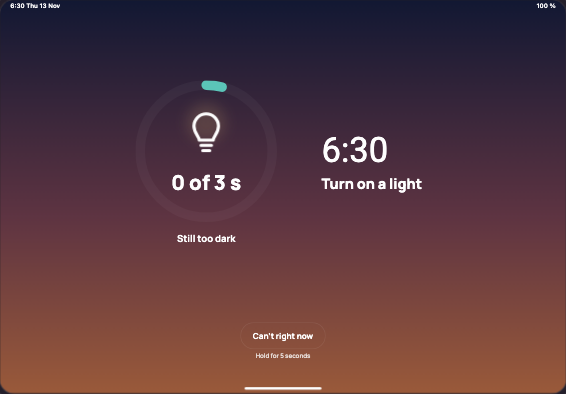 6:30 Thu 13 Nov
100 %
0 of 3 s
Still too dark
6:30
Turn on a light
Can't right now
Hold for 5 seconds